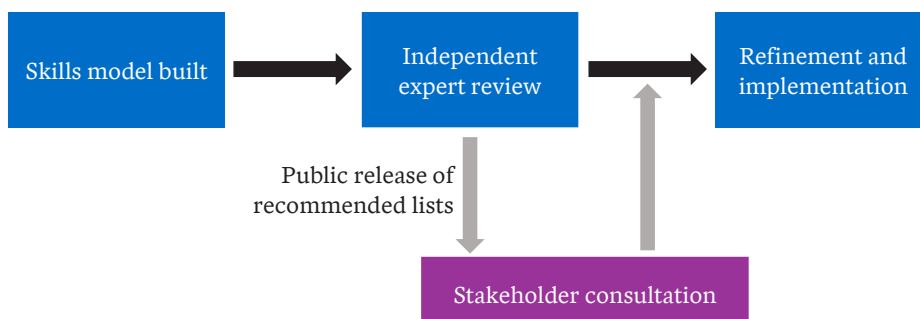 Skills model built
Independent
expert review
Refinement and
implementation
Public release of
recommended lists
Stakeholder consultation